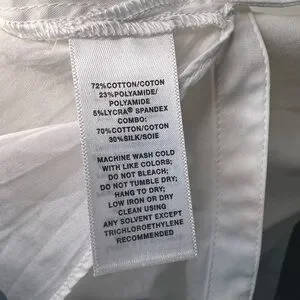 72%COTTON/COTON
23%POLYAMIDE/
POLYAMIDE
5%LYCRA® SPANDEX
COMBO:
70%COTTON/COTON
30%SILK/SOIE
MACHINE WASH COLD
WITH LIKE COLORS;
DO NOT BLEACH;
DO NOT TUMBLE DRY;
HANG TO DRY;
LOW IRON OR DRY
CLEAN USING
ANY SOLVENT EXCEPT
TRICHLOROETHYLENE
RECOMMENDED